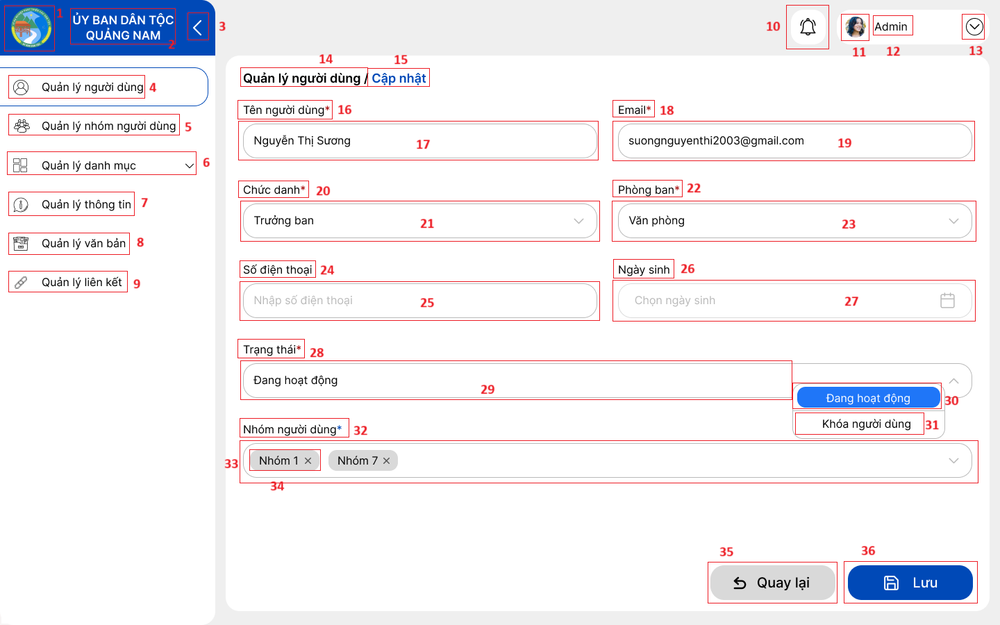 1
ỦY BAN DÂN TỘC
QUẢNG NAM
2
3
Quản lý người dùng 4
Quản lý nhóm người dùng 5
Quản lý danh mục 6
Quản lý thông tin 7
Quản lý văn bản 8
Quản lý liên kết 9
10
Admin
11 12 13
14 15
Quản lý người dùng / Cập nhật
Tên người dùng* 16
Email* 18
Nguyễn Thị Sương 17
suongnguyenthi2003@gmail.com 19
Chức danh* 20
Phòng ban* 22
Trưởng ban 21
Văn phòng 23
Số điện thoại 24
Ngày sinh 26
Nhập số điện thoại 25
Chọn ngày sinh 27
Trạng thái* 28
Đang hoạt động 29
Đang hoạt động 30
Khóa người dùng 31
Nhóm người dùng* 32
33 Nhóm 1 × Nhóm 7 ×
34
35 36
Quay lại Lưu